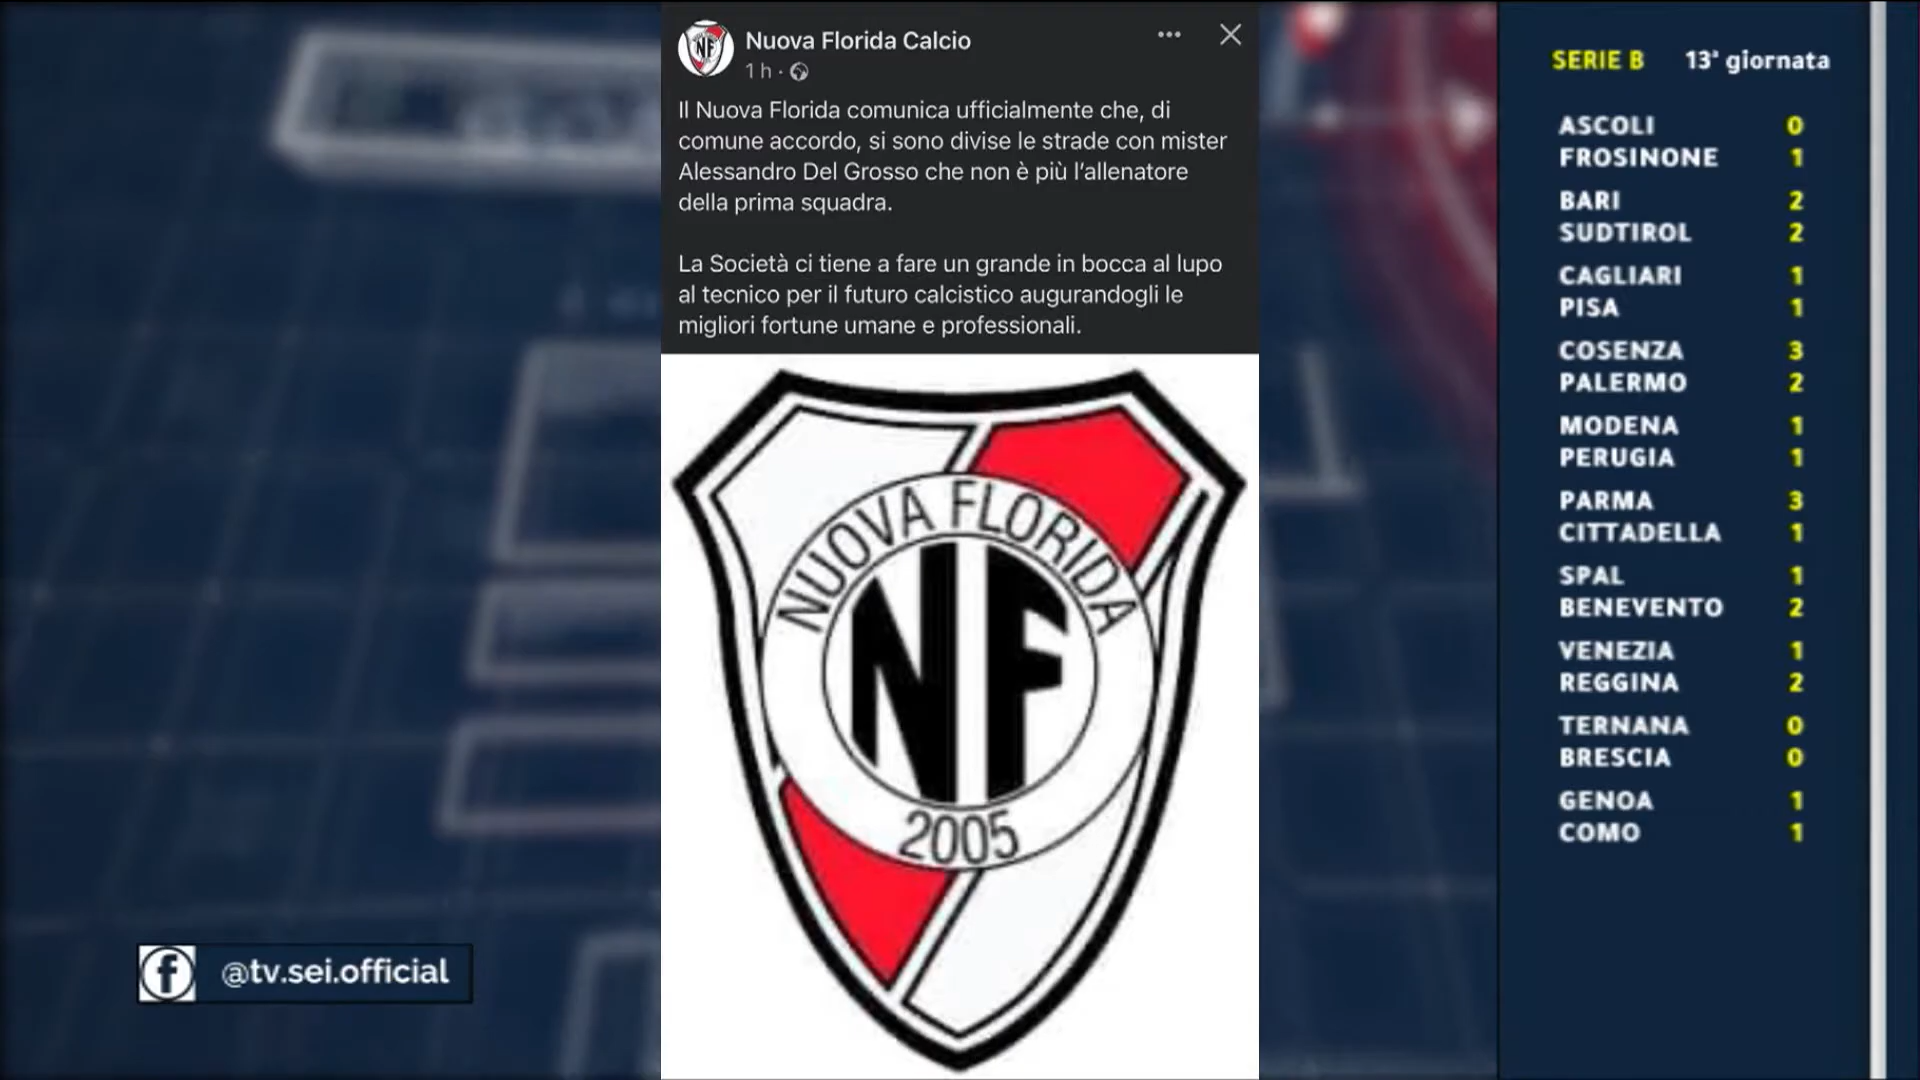 Nuova Florida Calcio
1 h ·
Il Nuova Florida comunica ufficialmente che, di
comune accordo, si sono divise le strade con mister
Alessandro Del Grosso che non è più l’allenatore
della prima squadra.
La Società ci tiene a fare un grande in bocca al lupo
al tecnico per il futuro calcistico augurandogli le
migliori fortune umane e professionali.
NUOVA FLORIDA
NF
2005
@tv.sei.official
SERIE B 13ª giornata
ASCOLI 0
FROSINONE 1
BARI 2
SUDTIROL 2
CAGLIARI 1
PISA 1
COSENZA 3
PALERMO 2
MODENA 1
PERUGIA 1
PARMA 3
CITTADELLA 1
SPAL 1
BENEVENTO 2
VENEZIA 1
REGGINA 2
TERNANA 0
BRESCIA 0
GENOA 1
COMO 1